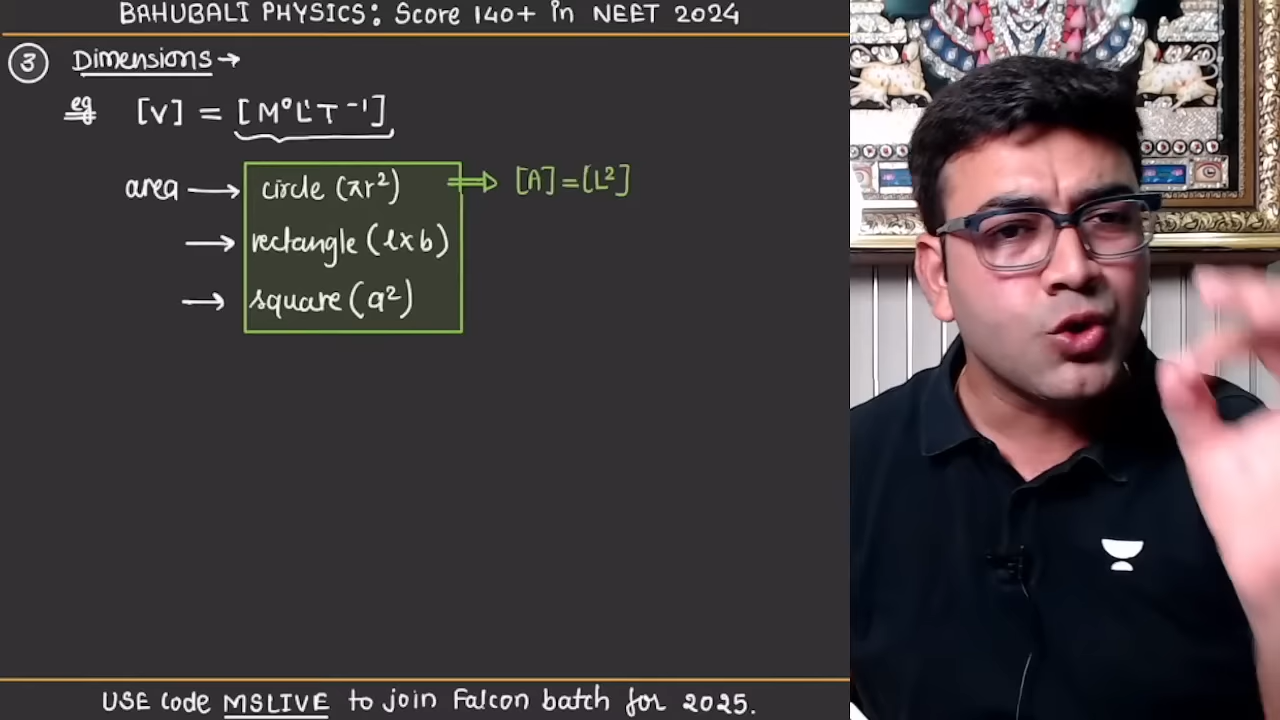 BAHUBALI PHYSICS: Score 140+ in NEET 2024
③ Dimensions →
eg [V] = [M⁰L¹T⁻¹]
area → circle (πr²) ⇒ [A]=[L²]
→ rectangle (l×b)
→ square (a²)
USE Code MSLIVE to join Falcon batch for 2025.